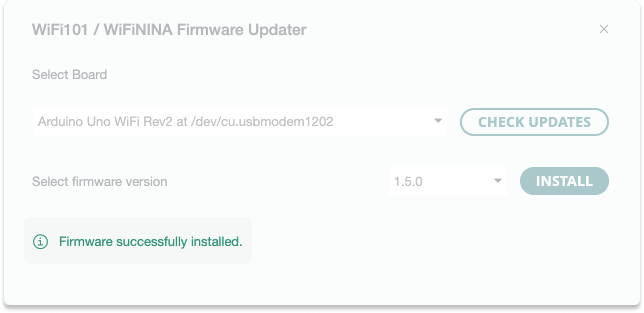 WiFi101 / WiFiNINA Firmware Updater
Select Board
Arduino Uno WiFi Rev2 at /dev/cu.usbmodem1202
CHECK UPDATES
Select firmware version
1.5.0
INSTALL
Firmware successfully installed.